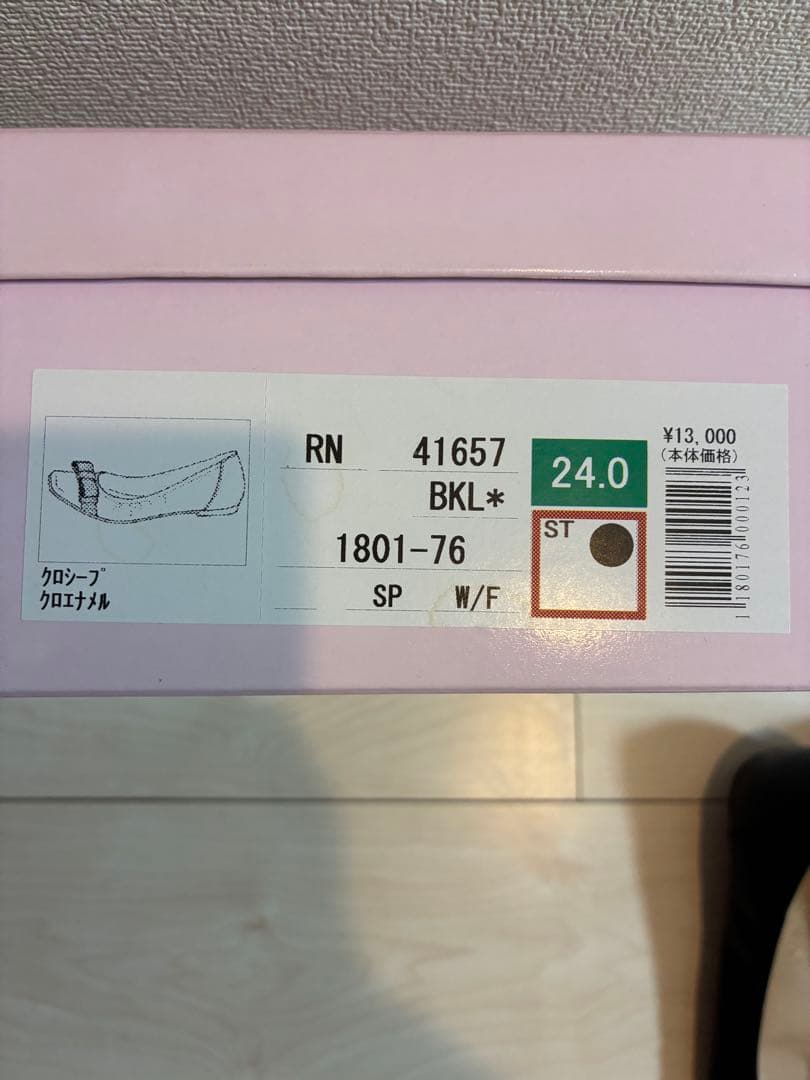 クロシープ
クロエナメル
RN 41657
BKL*
1801-76
SP W/F
24.0
ST
¥13,000
(本体価格)
1180176000123